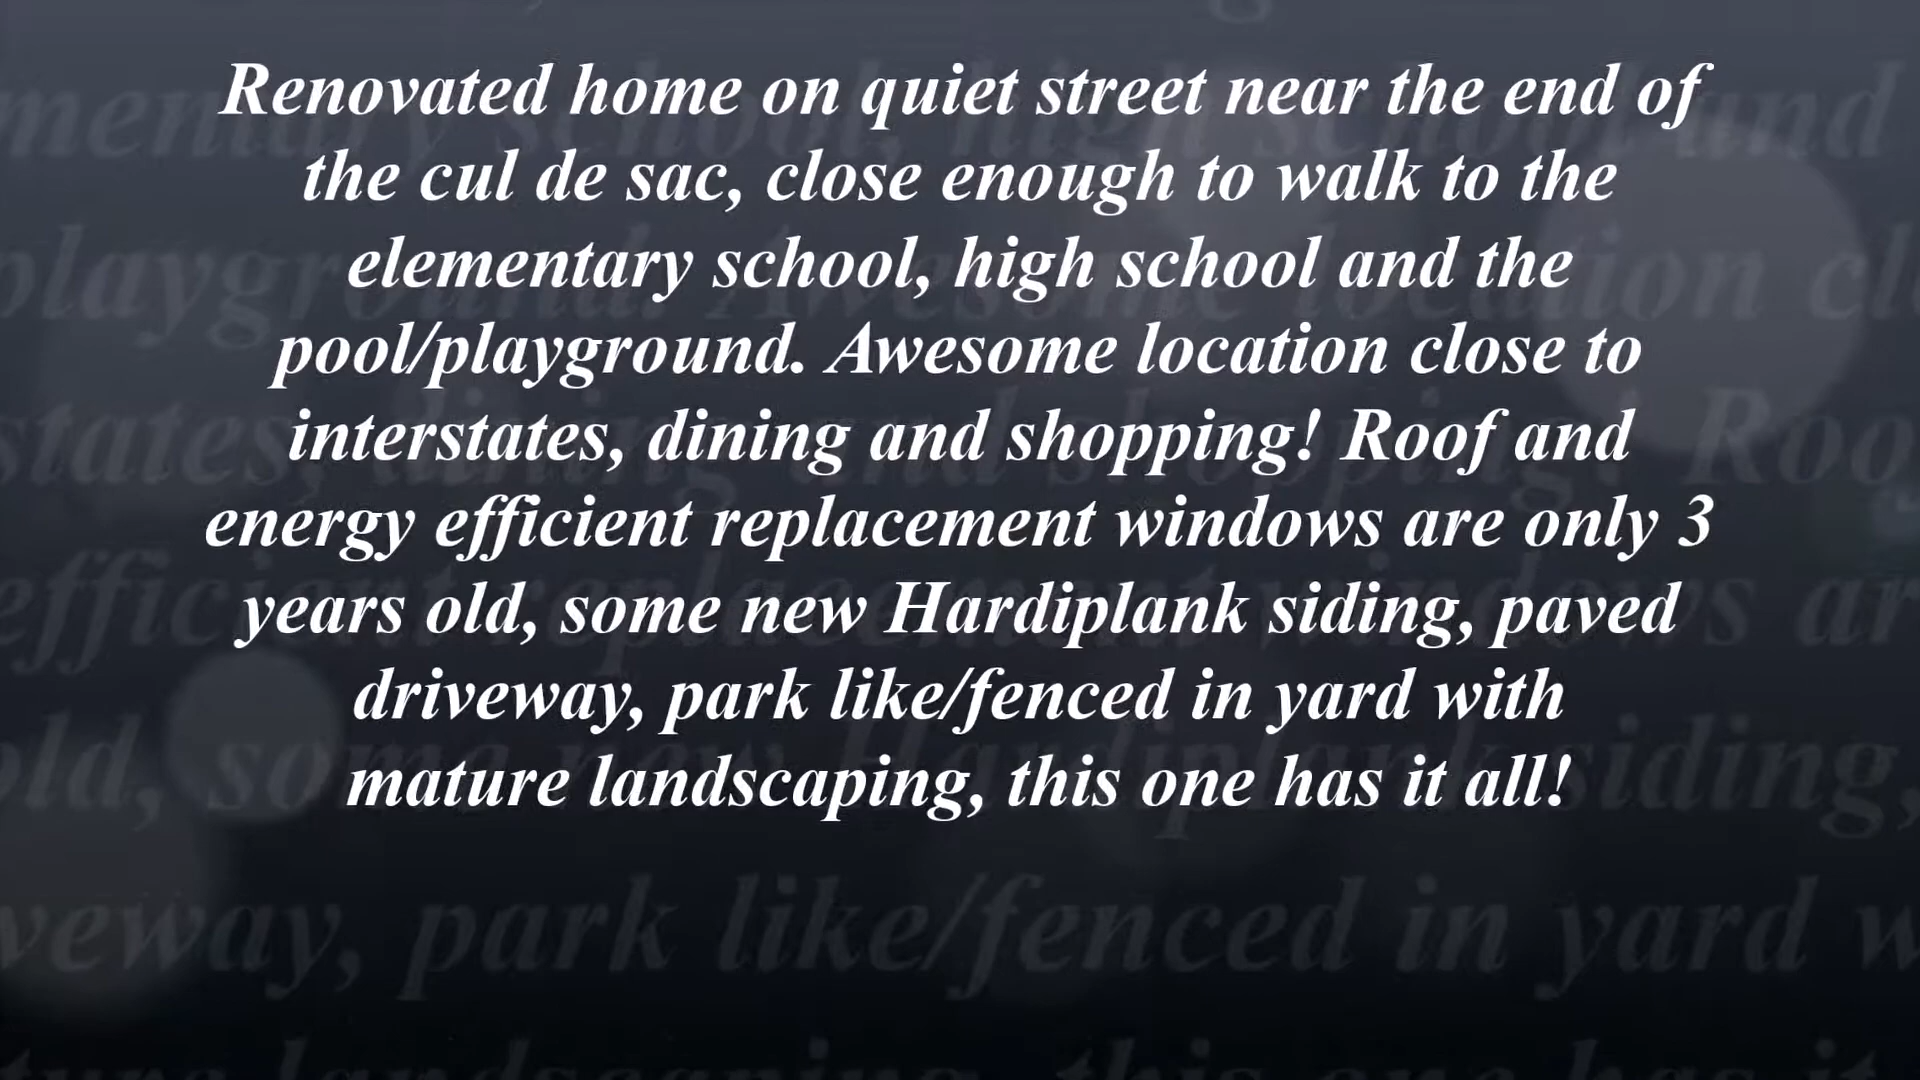 Renovated home on quiet street near the end of
the cul de sac, close enough to walk to the
elementary school, high school and the
pool/playground. Awesome location close to
interstates, dining and shopping! Roof and
energy efficient replacement windows are only 3
years old, some new Hardiplank siding, paved
driveway, park like/fenced in yard with
mature landscaping, this one has it all!